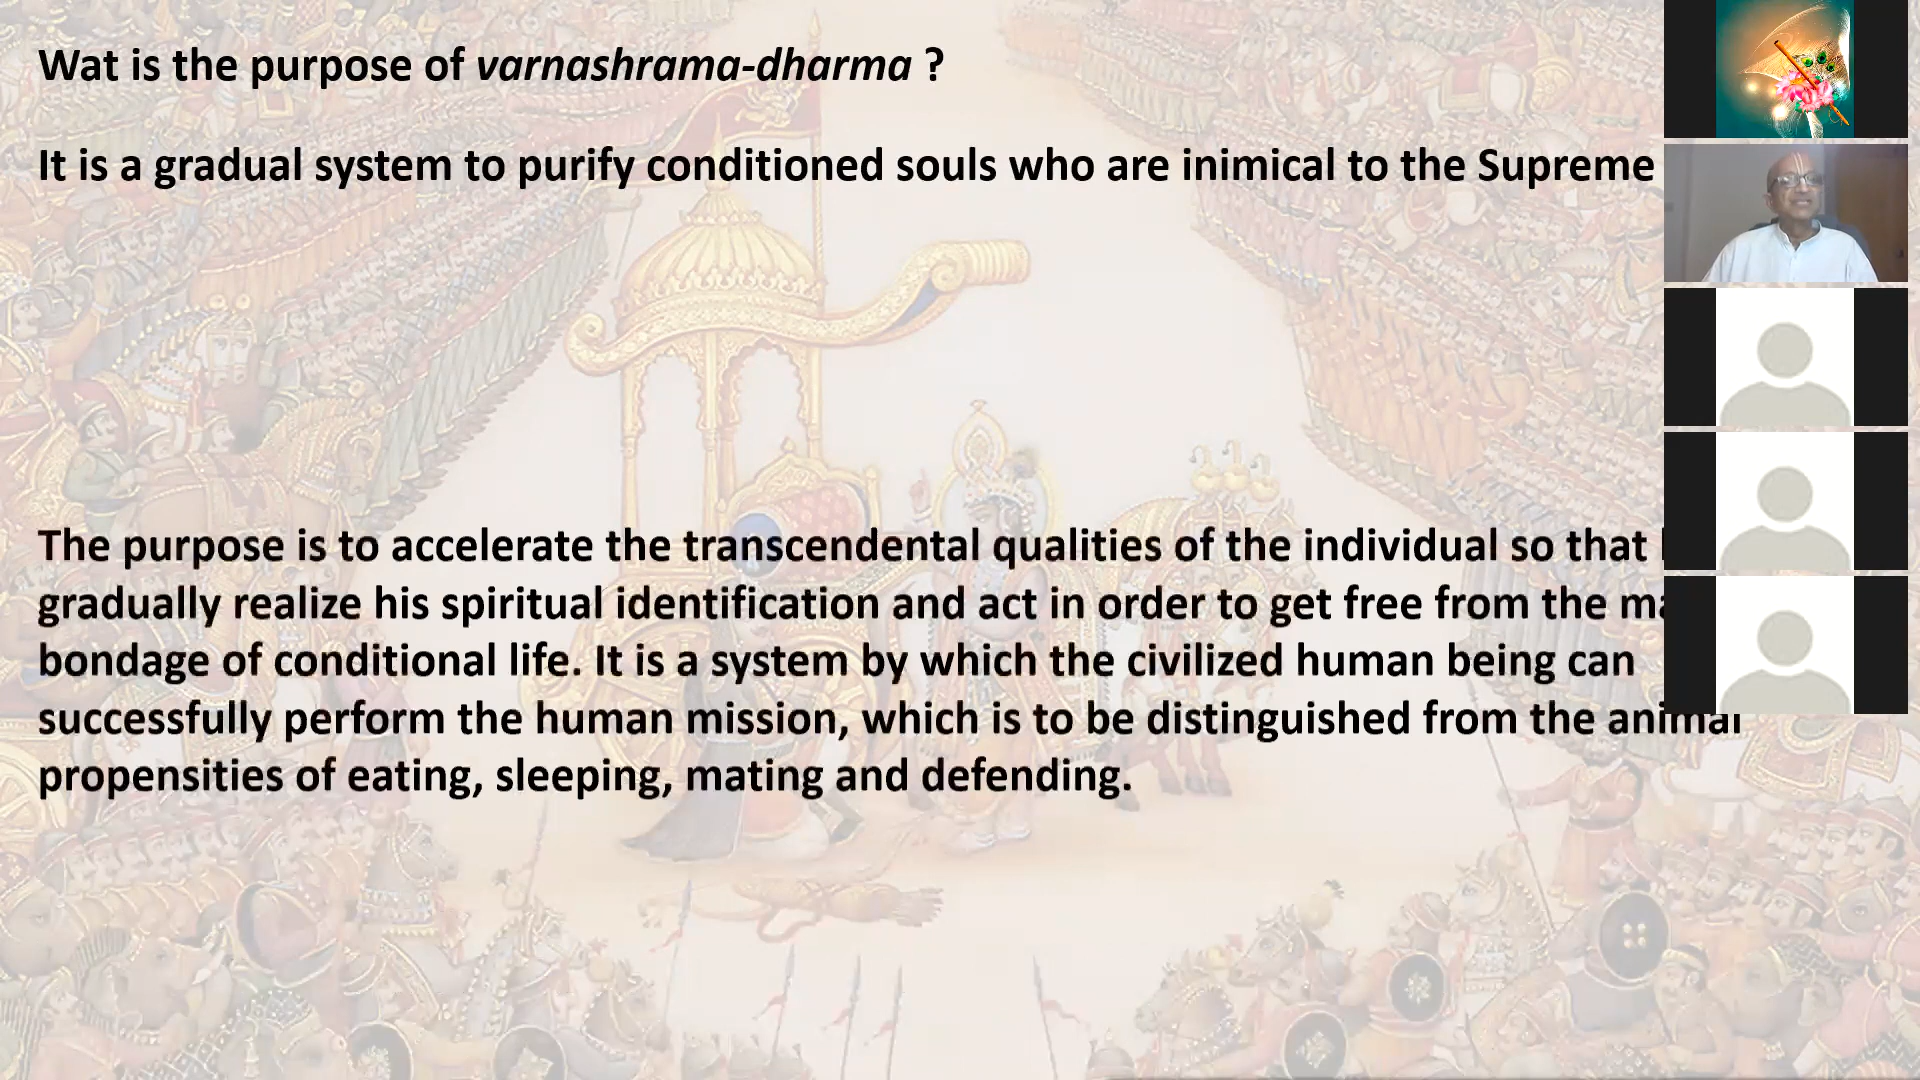 Wat is the purpose of varnashrama-dharma ?
It is a gradual system to purify conditioned souls who are inimical to the Supreme
The purpose is to accelerate the transcendental qualities of the individual so that
gradually realize his spiritual identification and act in order to get free from the
bondage of conditional life. It is a system by which the civilized human being can
successfully perform the human mission, which is to be distinguished from the animal
propensities of eating, sleeping, mating and defending.